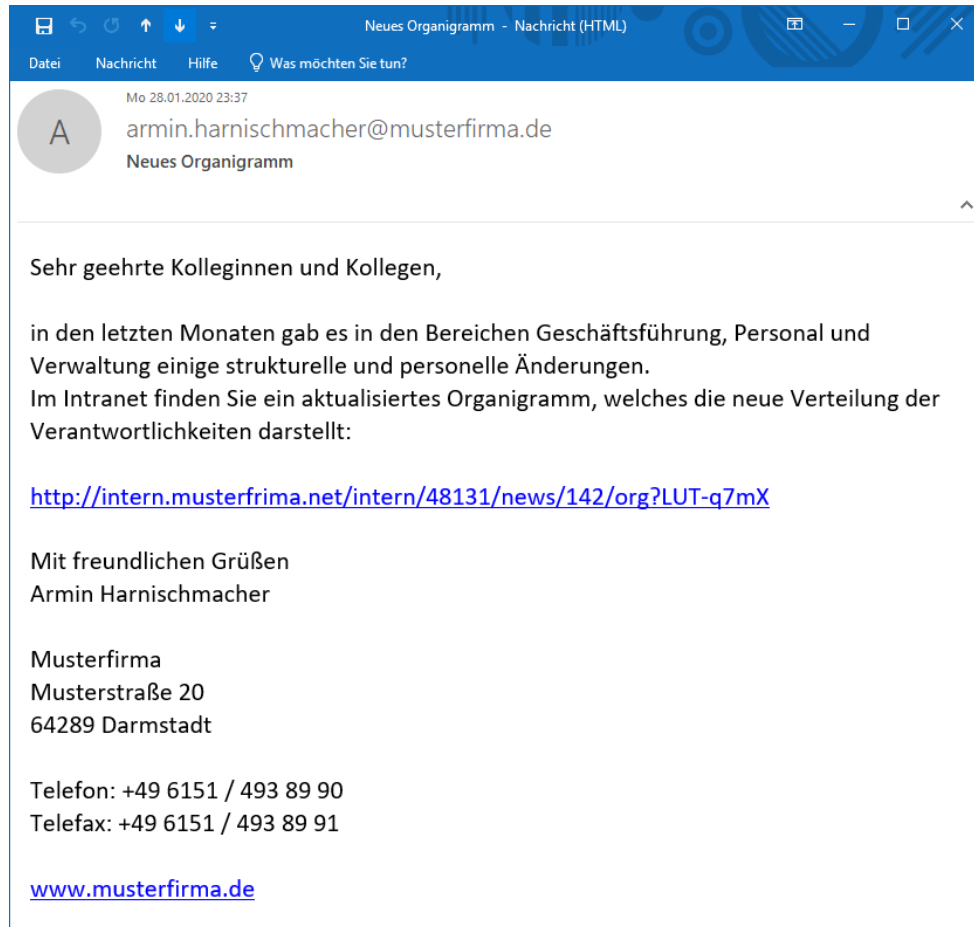 Neues Organigramm - Nachricht (HTML)
Datei Nachricht Hilfe Was möchten Sie tun?
Mo 28.01.2020 23:37
A
armin.harnischmacher@musterfirma.de
Neues Organigramm
Sehr geehrte Kolleginnen und Kollegen,
in den letzten Monaten gab es in den Bereichen Geschäftsführung, Personal und
Verwaltung einige strukturelle und personelle Änderungen.
Im Intranet finden Sie ein aktualisiertes Organigramm, welches die neue Verteilung der
Verantwortlichkeiten darstellt:
http://intern.musterfrima.net/intern/48131/news/142/org?LUT-q7mX
Mit freundlichen Grüßen
Armin Harnischmacher
Musterfirma
Musterstraße 20
64289 Darmstadt
Telefon: +49 6151 / 493 89 90
Telefax: +49 6151 / 493 89 91
www.musterfirma.de